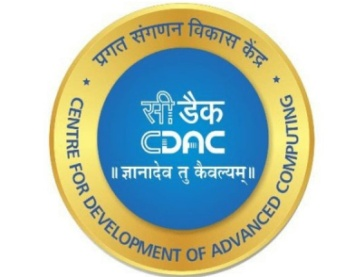 प्रगत संगणन विकास केंद्र
सी डैक
CDAC
॥ ज्ञानादेव तु कैवल्यम् ॥
CENTRE FOR DEVELOPMENT OF ADVANCED COMPUTING